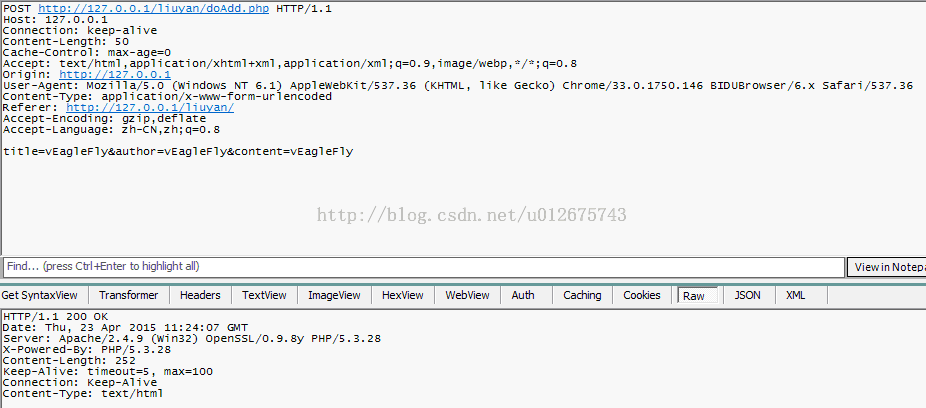 POST http://127.0.0.1/liuyan/doAdd.php HTTP/1.1
Host: 127.0.0.1
Connection: keep-alive
Content-Length: 50
Cache-Control: max-age=0
Accept: text/html,application/xhtml+xml,application/xml;q=0.9,image/webp,*/*;q=0.8
Origin: http://127.0.0.1
User-Agent: Mozilla/5.0 (Windows NT 6.1) AppleWebKit/537.36 (KHTML, like Gecko) Chrome/33.0.1750.146 BIDUBrowser/6.x Safari/537.36
Content-Type: application/x-www-form-urlencoded
Referer: http://127.0.0.1/liuyan/
Accept-Encoding: gzip,deflate
Accept-Language: zh-CN,zh;q=0.8
title=vEagleFly&author=vEagleFly&content=vEagleFly
http://blog.csdn.net/u012675743
Find... (press Ctrl+Enter to highlight all) View in Notepa
Get SyntaxView Transformer Headers TextView ImageView HexView WebView Auth Caching Cookies Raw JSON XML
HTTP/1.1 200 OK
Date: Thu, 23 Apr 2015 11:24:07 GMT
Server: Apache/2.4.9 (Win32) OpenSSL/0.9.8y PHP/5.3.28
X-Powered-By: PHP/5.3.28
Content-Length: 252
Keep-Alive: timeout=5, max=100
Connection: Keep-Alive
Content-Type: text/html